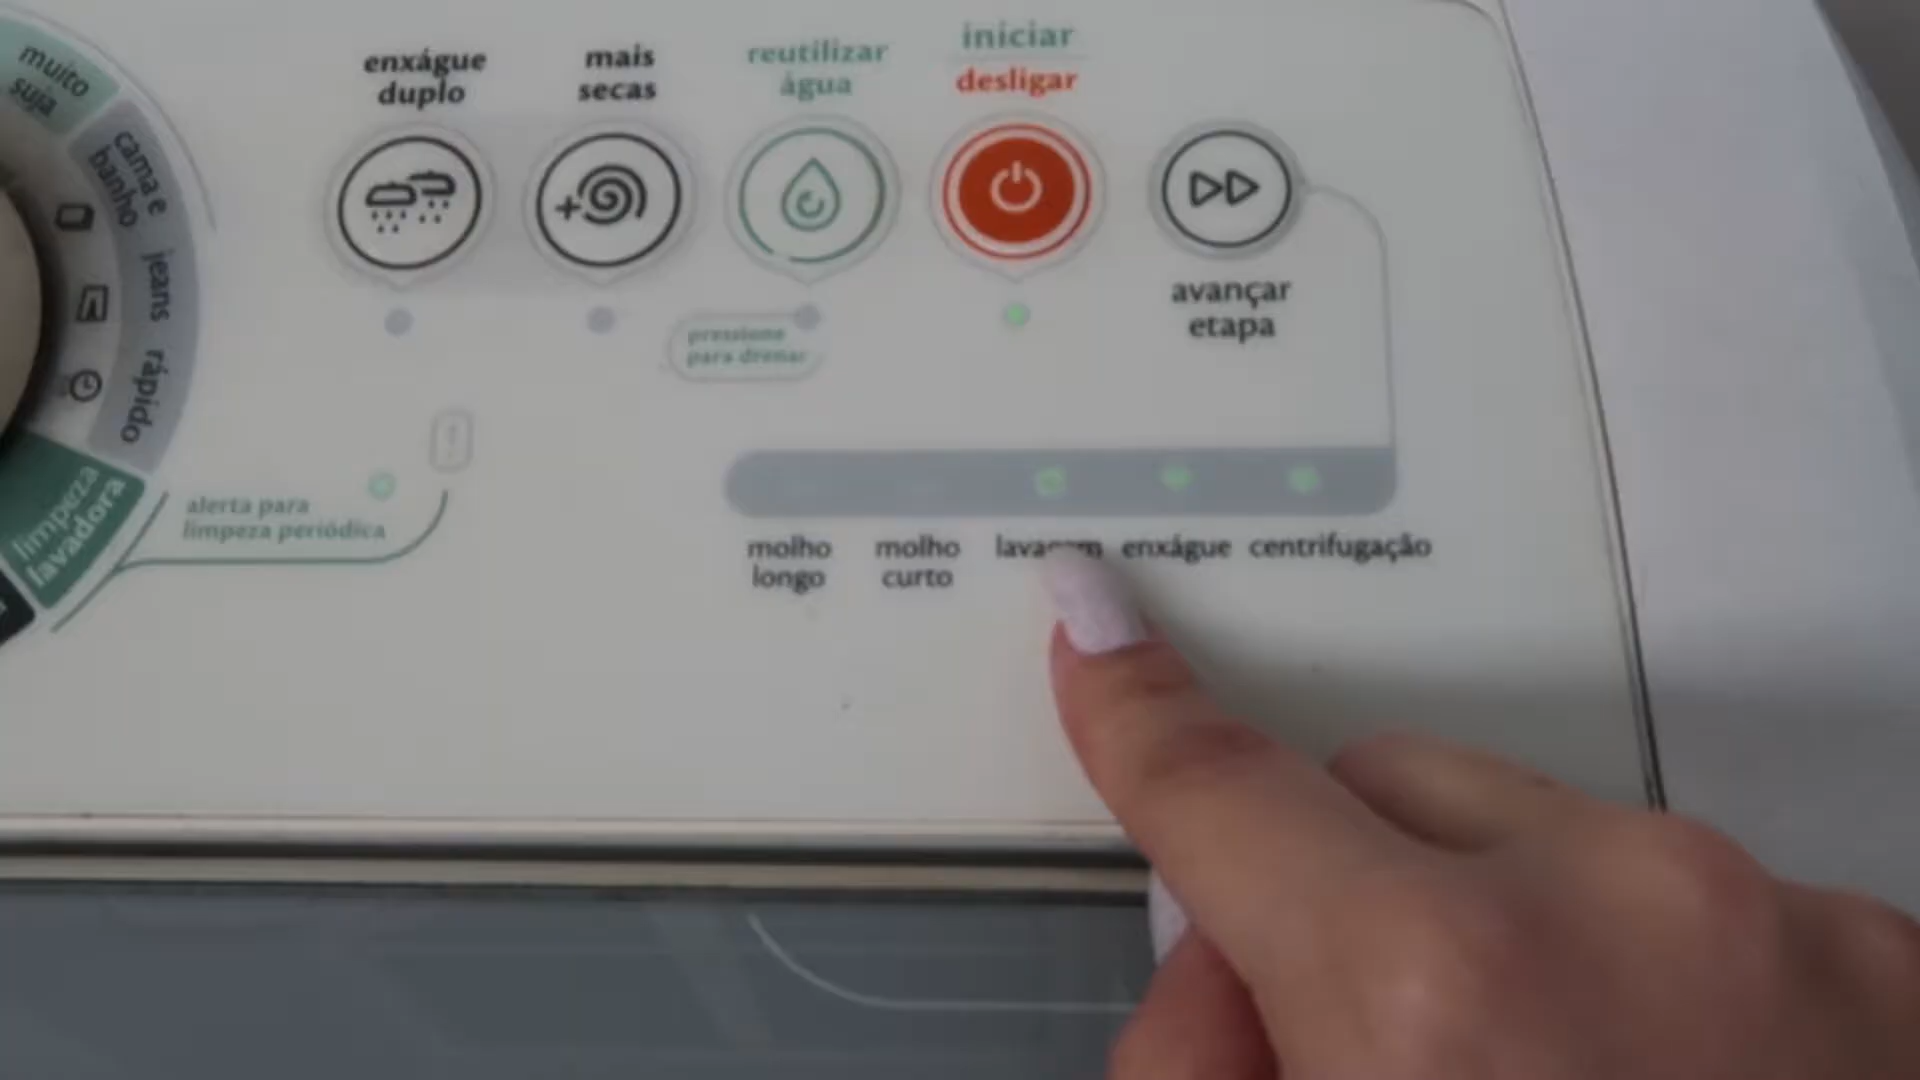 muito
suja
cama e
banho
jeans
rápido
limpeza
lavadora
enxágue
duplo
mais
secas
reutilizar
água
iniciar
desligar
pressione
para drenar
avançar
etapa
alerta para
limpeza periódica
molho
longo
molho
curto
lavagem
enxágue
centrifugação